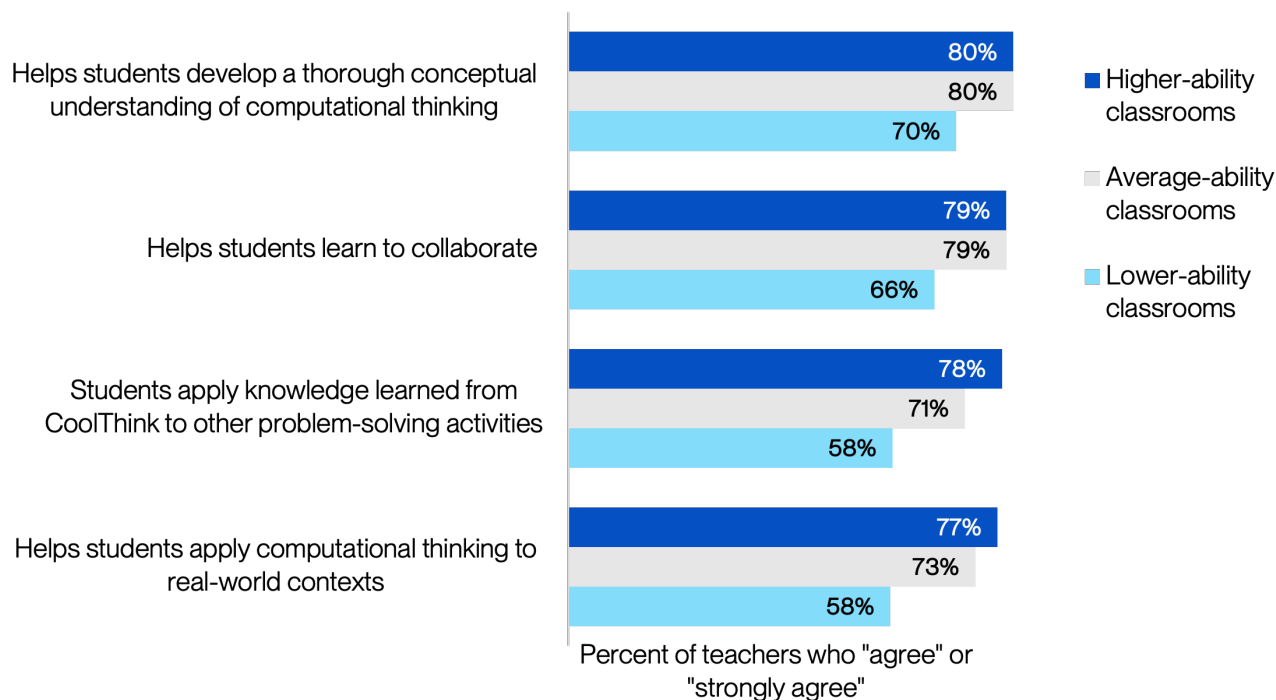 Helps students develop a thorough conceptual
understanding of computational thinking
80%
80%
70%
Helps students learn to collaborate
79%
79%
66%
Students apply knowledge learned from
CoolThink to other problem-solving activities
78%
71%
58%
Helps students apply computational thinking to
real-world contexts
77%
73%
58%
Percent of teachers who "agree" or
"strongly agree"
Higher-ability
classrooms
Average-ability
classrooms
Lower-ability
classrooms